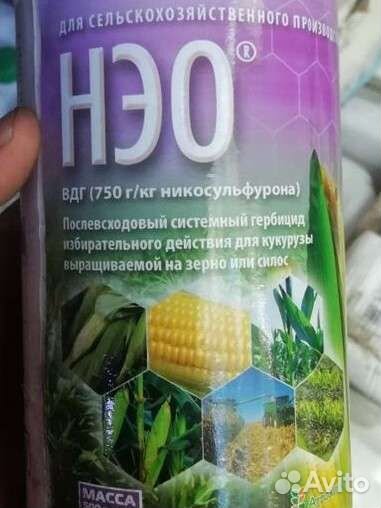 ДЛЯ СЕЛЬСКОХОЗЯЙСТВЕННОГО
НЭО®
ВДГ (750 г/кг никосульфурона)
Послевсходовый системный гербицид
избирательного действия для кукурузы
выращиваемой на зерно или силос
МАССА
Avito